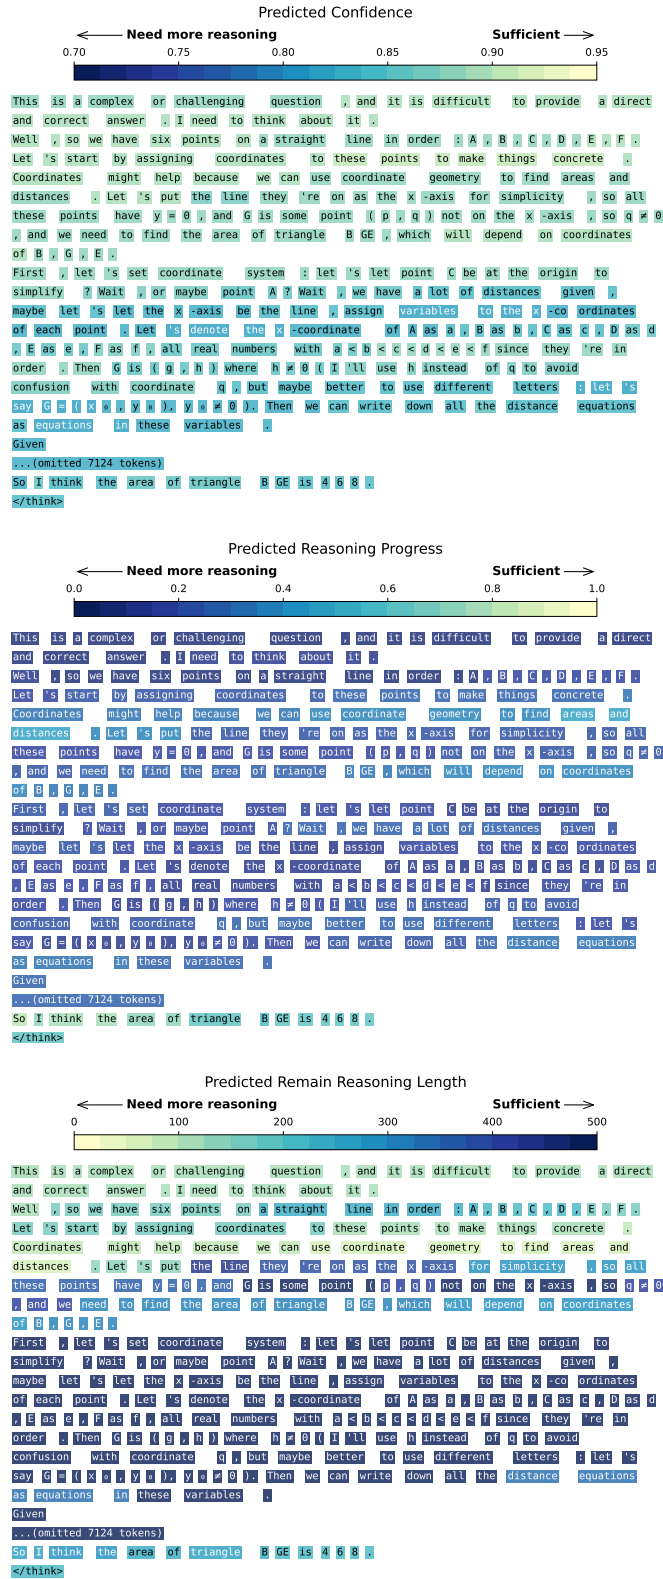 Predicted Confidence
Need more reasoning Sufficient
0.70 0.75 0.80 0.85 0.90 0.95
This is a complex or challenging question , and it is difficult to provide a direct
and correct answer . I need to think about it .
Well , so we have six points on a straight line in order : A , B , C , D , E , F .
Let 's start by assigning coordinates to these points to make things concrete .
Coordinates might help because we can use coordinate geometry to find areas and
distances . Let 's put the line they 're on as the x -axis for simplicity , so all
these points have y = 0 , and G is some point ( p , q ) not on the x -axis , so q ≠ 0
, and we need to find the area of triangle B GE , which will depend on coordinates
of B , G , E .
First , let 's set coordinate system : let 's let point C be at the origin to
simplify ? Wait , or maybe point A ? Wait , we have a lot of distances given ,
maybe let 's let the x -axis be the line , assign variables to the x -co ordinates
of each point . Let 's denote the x -coordinate of A as a , B as b , C as c , D as d
, E as e , F as f , all real numbers with a < b < c < d < e < f since they 're in
order . Then G is ( g , h ) where h ≠ 0 ( I 'll use h instead of q to avoid
confusion with coordinate q , but maybe better to use different letters : let 's
say G = ( x ₀ , y ₀ ), y ₀ ≠ 0 ). Then we can write down all the distance equations
as equations in these variables .
Given
...(omitted 7124 tokens)
So I think the area of triangle B GE is 4 6 8 .
</think>
Predicted Reasoning Progress
Need more reasoning Sufficient
0.0 0.2 0.4 0.6 0.8 1.0
This is a complex or challenging question , and it is difficult to provide a direct
and correct answer . I need to think about it .
Well , so we have six points on a straight line in order : A , B , C , D , E , F .
Let 's start by assigning coordinates to these points to make things concrete .
Coordinates might help because we can use coordinate geometry to find areas and
distances . Let 's put the line they 're on as the x -axis for simplicity , so all
these points have y = 0 , and G is some point ( p , q ) not on the x -axis , so q ≠ 0
, and we need to find the area of triangle B GE , which will depend on coordinates
of B , G , E .
First , let 's set coordinate system : let 's let point C be at the origin to
simplify ? Wait , or maybe point A ? Wait , we have a lot of distances given ,
maybe let 's let the x -axis be the line , assign variables to the x -co ordinates
of each point . Let 's denote the x -coordinate of A as a , B as b , C as c , D as d
, E as e , F as f , all real numbers with a < b < c < d < e < f since they 're in
order . Then G is ( g , h ) where h ≠ 0 ( I 'll use h instead of q to avoid
confusion with coordinate q , but maybe better to use different letters : let 's
say G = ( x ₀ , y ₀ ), y ₀ ≠ 0 ). Then we can write down all the distance equations
as equations in these variables .
Given
...(omitted 7124 tokens)
So I think the area of triangle B GE is 4 6 8 .
</think>
Predicted Remain Reasoning Length
Need more reasoning Sufficient
0 100 200 300 400 500
This is a complex or challenging question , and it is difficult to provide a direct
and correct answer . I need to think about it .
Well , so we have six points on a straight line in order : A , B , C , D , E , F .
Let 's start by assigning coordinates to these points to make things concrete .
Coordinates might help because we can use coordinate geometry to find areas and
distances . Let 's put the line they 're on as the x -axis for simplicity , so all
these points have y = 0 , and G is some point ( p , q ) not on the x -axis , so q ≠ 0
, and we need to find the area of triangle B GE , which will depend on coordinates
of B , G , E .
First , let 's set coordinate system : let 's let point C be at the origin to
simplify ? Wait , or maybe point A ? Wait , we have a lot of distances given ,
maybe let 's let the x -axis be the line , assign variables to the x -co ordinates
of each point . Let 's denote the x -coordinate of A as a , B as b , C as c , D as d
, E as e , F as f , all real numbers with a < b < c < d < e < f since they 're in
order . Then G is ( g , h ) where h ≠ 0 ( I 'll use h instead of q to avoid
confusion with coordinate q , but maybe better to use different letters : let 's
say G = ( x ₀ , y ₀ ), y ₀ ≠ 0 ). Then we can write down all the distance equations
as equations in these variables .
Given
...(omitted 7124 tokens)
So I think the area of triangle B GE is 4 6 8 .
</think>